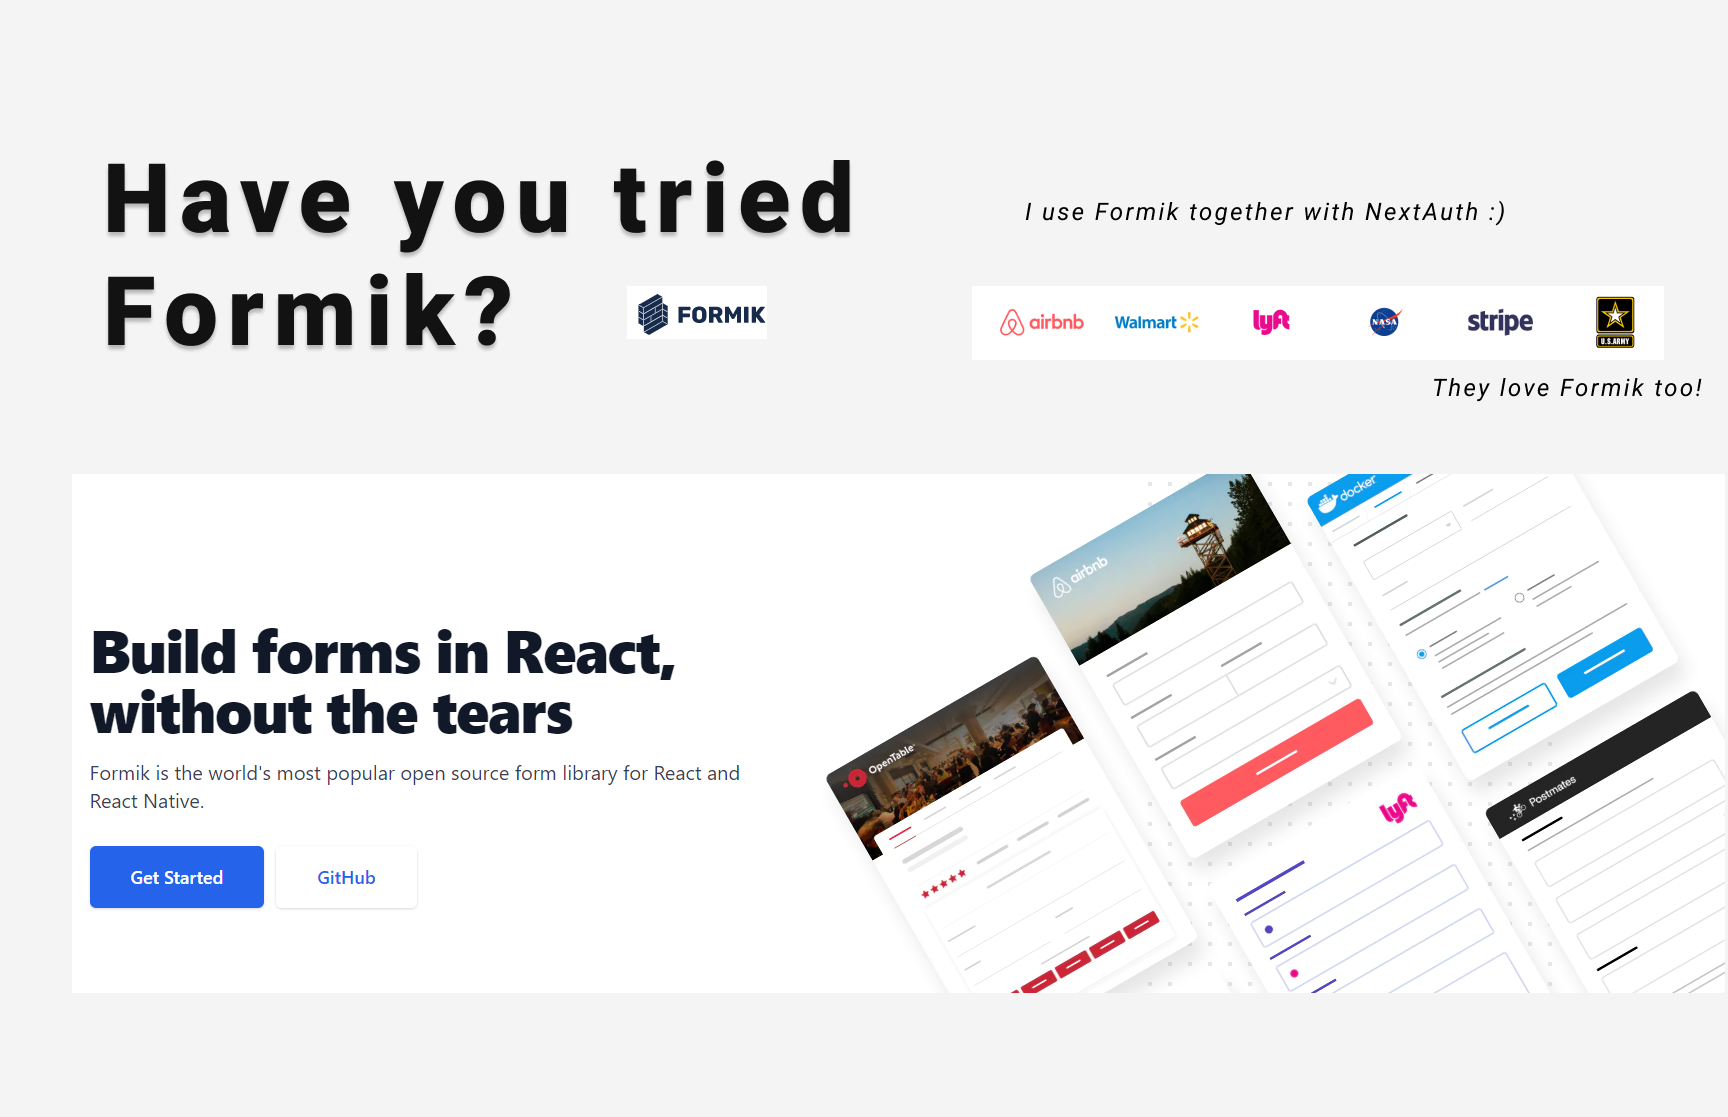 Have you tried
Formik?
FORMIK
I use Formik together with NextAuth :)
airbnb
Walmart
lyft
NASA
stripe
U.S.ARMY
They love Formik too!
Build forms in React,
without the tears
Formik is the world's most popular open source form library for React and
React Native.
Get Started
GitHub
OpenTable
airbnb
docker
lyft
Postmates